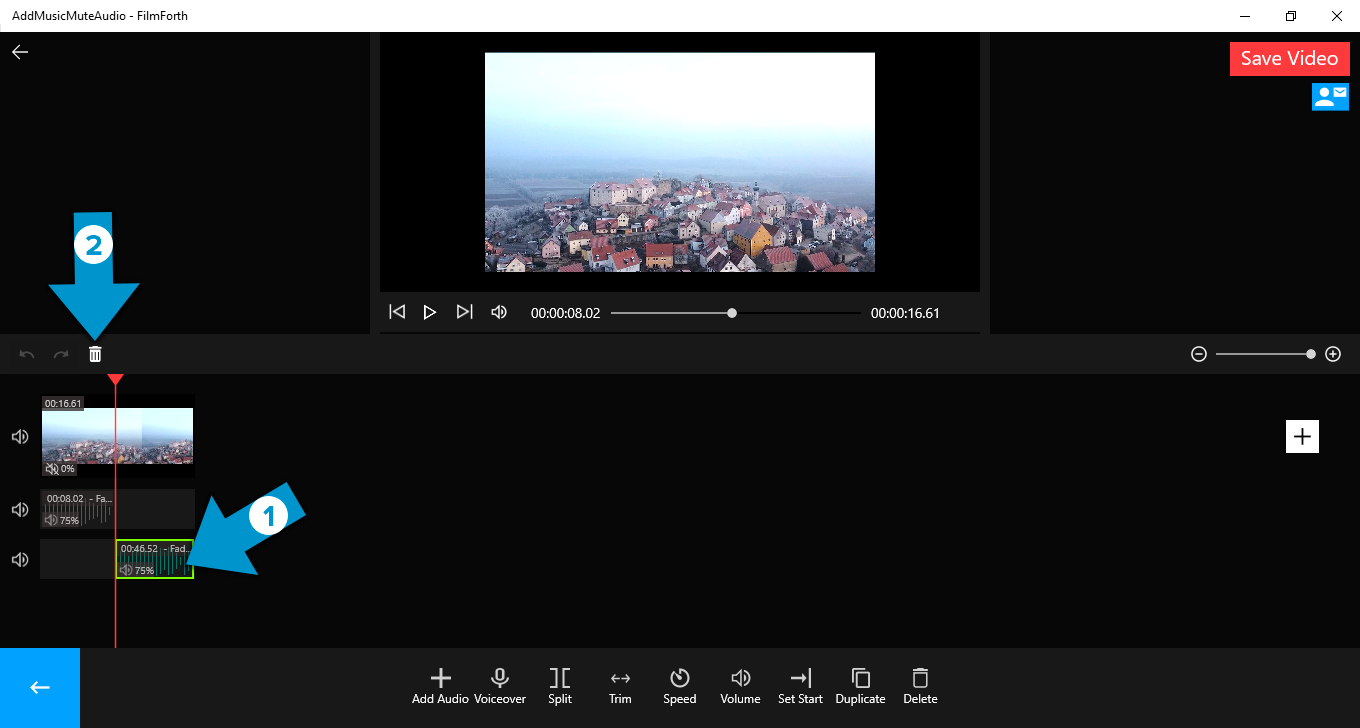 AddMusicMuteAudio - FilmForth
Save Video
2
00:00:08.02
00:00:16.61
00:16.61
0%
00:08.02 - Fa...
75%
1
00:46.52 - Fad...
75%
Add Audio
Voiceover
Split
Trim
Speed
Volume
Set Start
Duplicate
Delete